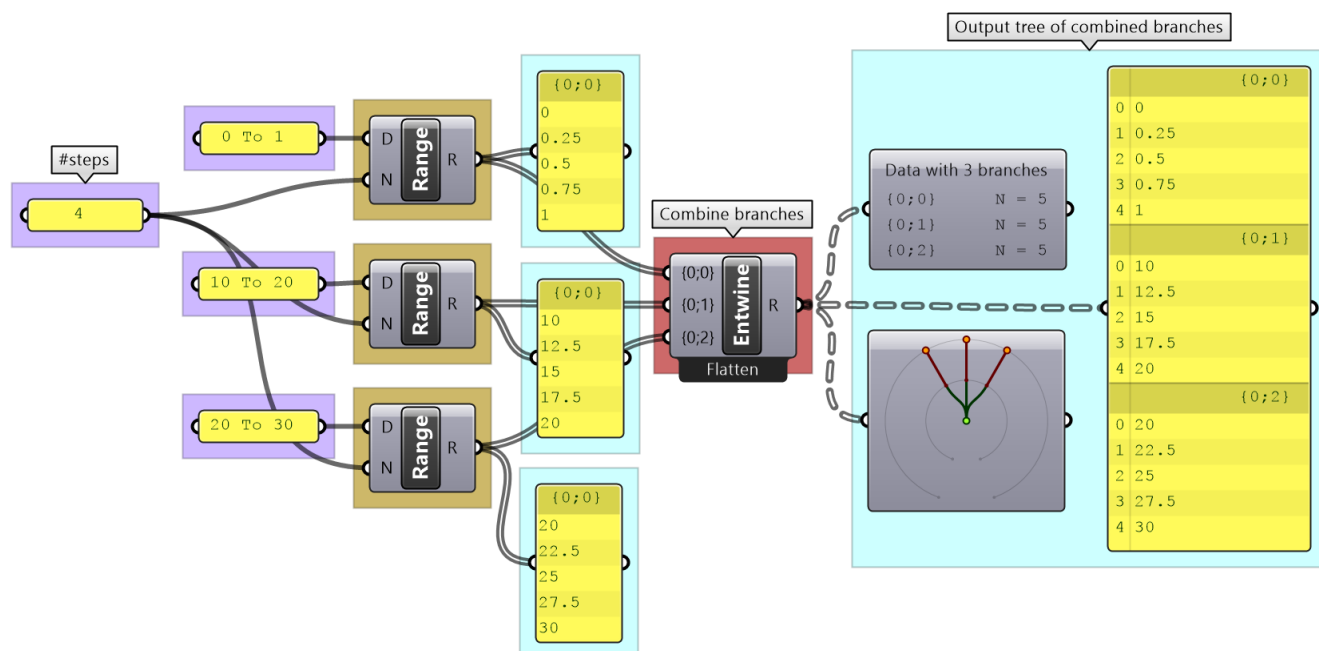 #steps
4
0 To 1
10 To 20
20 To 30
D
N
Range
R
D
N
Range
R
D
N
Range
R
{0;0}
0
0.25
0.5
0.75
1
{0;0}
10
12.5
15
17.5
20
{0;0}
20
22.5
25
27.5
30
Combine branches
{0;0}
{0;1}
{0;2}
Entwine
R
Flatten
Output tree of combined branches
Data with 3 branches
{0;0} N = 5
{0;1} N = 5
{0;2} N = 5
{0;0}
0 0
1 0.25
2 0.5
3 0.75
4 1
{0;1}
0 10
1 12.5
2 15
3 17.5
4 20
{0;2}
0 20
1 22.5
2 25
3 27.5
4 30